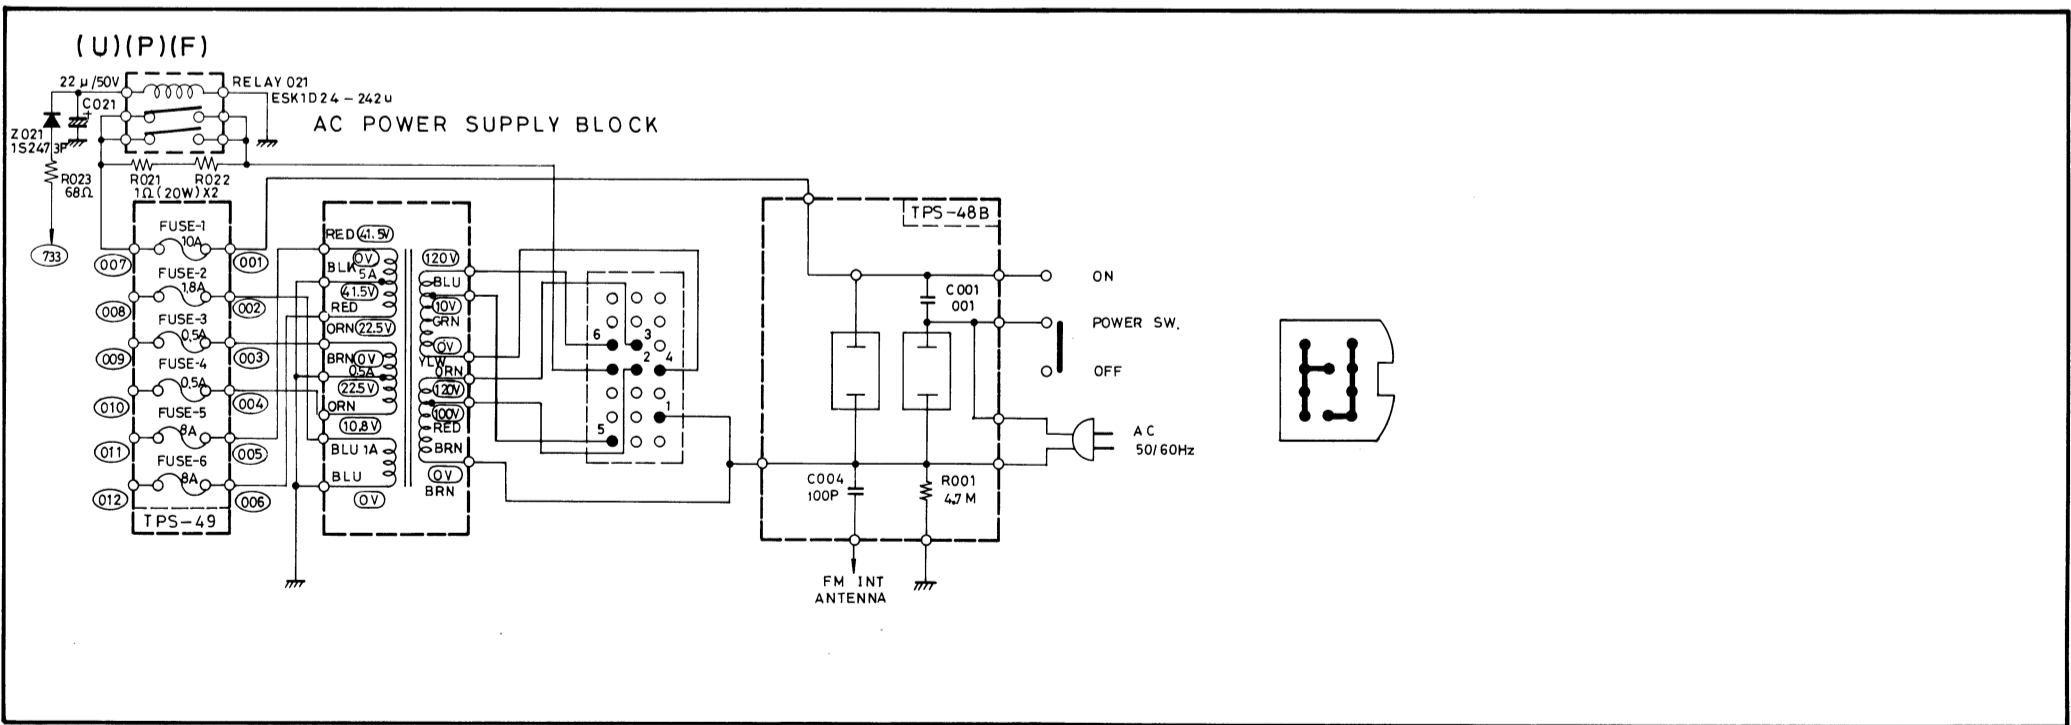 (U)(P)(F)
22 μ/50V
RELAY 021
ESK1D24-242u
C021
+
Z021
1S2473F
AC POWER SUPPLY BLOCK
R023
68Ω
R021 R022
1Ω(20W)X2
733
FUSE-1
10A
007 001
FUSE-2
1,8A
008 002
FUSE-3
0,5A
009 003
FUSE-4
0,5A
010 004
FUSE-5
8A
011 005
FUSE-6
8A
012 006
TPS-49
RED 41.5V
0V
BLK 5A
41.5V
RED
ORN 22.5V
BRN 0V
0.5A
22.5V
ORN
10.8V
BLU 1A
BLU
0V
120V
BLU
10V
GRN
0V
YLW
ORN
120V
100V
RED
BRN
0V
BRN
6 3
2 4
1
5
TPS-48B
C001
001
C004
100P
R001
4.7M
FM INT
ANTENNA
ON
POWER SW.
OFF
AC
50/60Hz